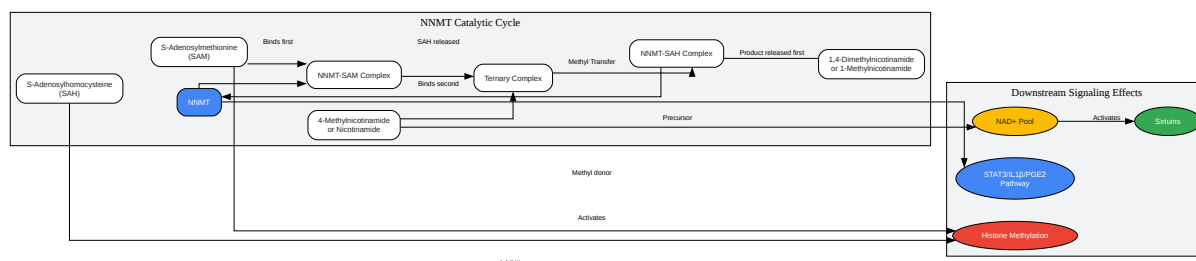 NNMT Catalytic Cycle
S-Adenosylmethionine
(SAM)
Binds first
SAH released
NNMT-SAH Complex
Product released first
1,4-Dimethylnicotinamide
or 1-Methylnicotinamide
Methyl Transfer
NNMT-SAM Complex
Binds second
Ternary Complex
S-Adenosylhomocysteine
(SAH)
NNMT
4-Methylnicotinamide
or Nicotinamide
Precursor
Downstream Signaling Effects
NAD+ Pool
Activates
Sirtuins
STAT3/IL1β/PGE2
Pathway
Methyl donor
Activates
Histone Methylation